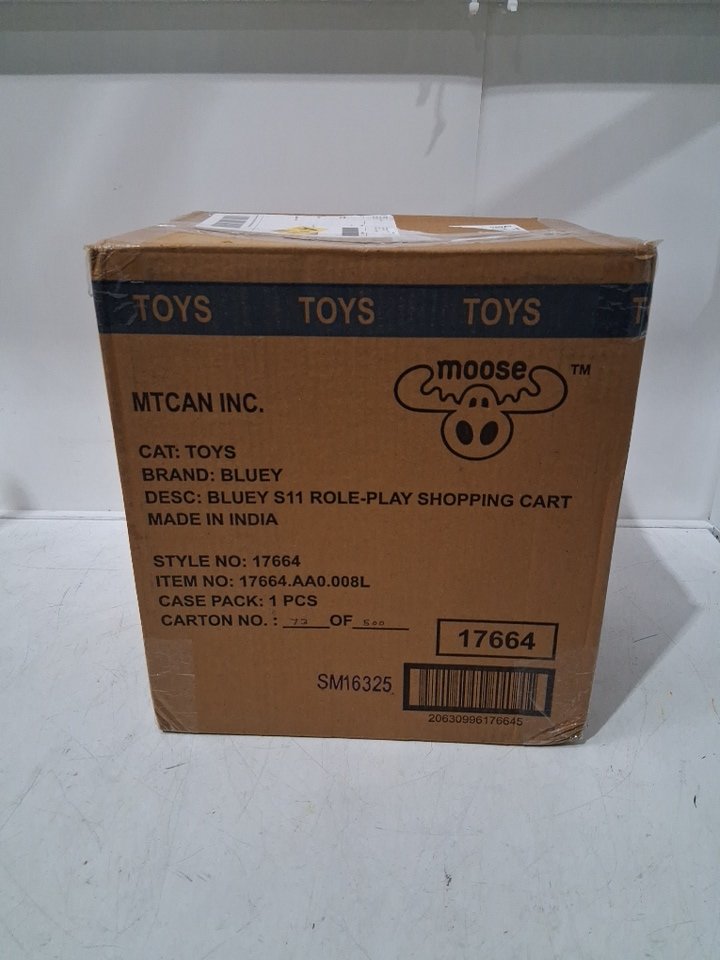 TOYS TOYS TOYS T
moose TM
MTCAN INC.
CAT: TOYS
BRAND: BLUEY
DESC: BLUEY S11 ROLE-PLAY SHOPPING CART
MADE IN INDIA
STYLE NO: 17664
ITEM NO: 17664.AA0.008L
CASE PACK: 1 PCS
CARTON NO. : 73 OF 500
17664
SM16325
20630996176645